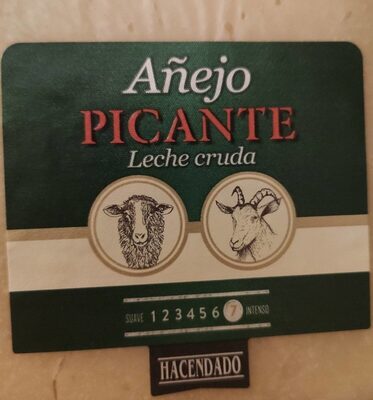 Añejo
PICANTE
Leche cruda
SUAVE 1 2 3 4 5 6 7 INTENSO
HACENDADO